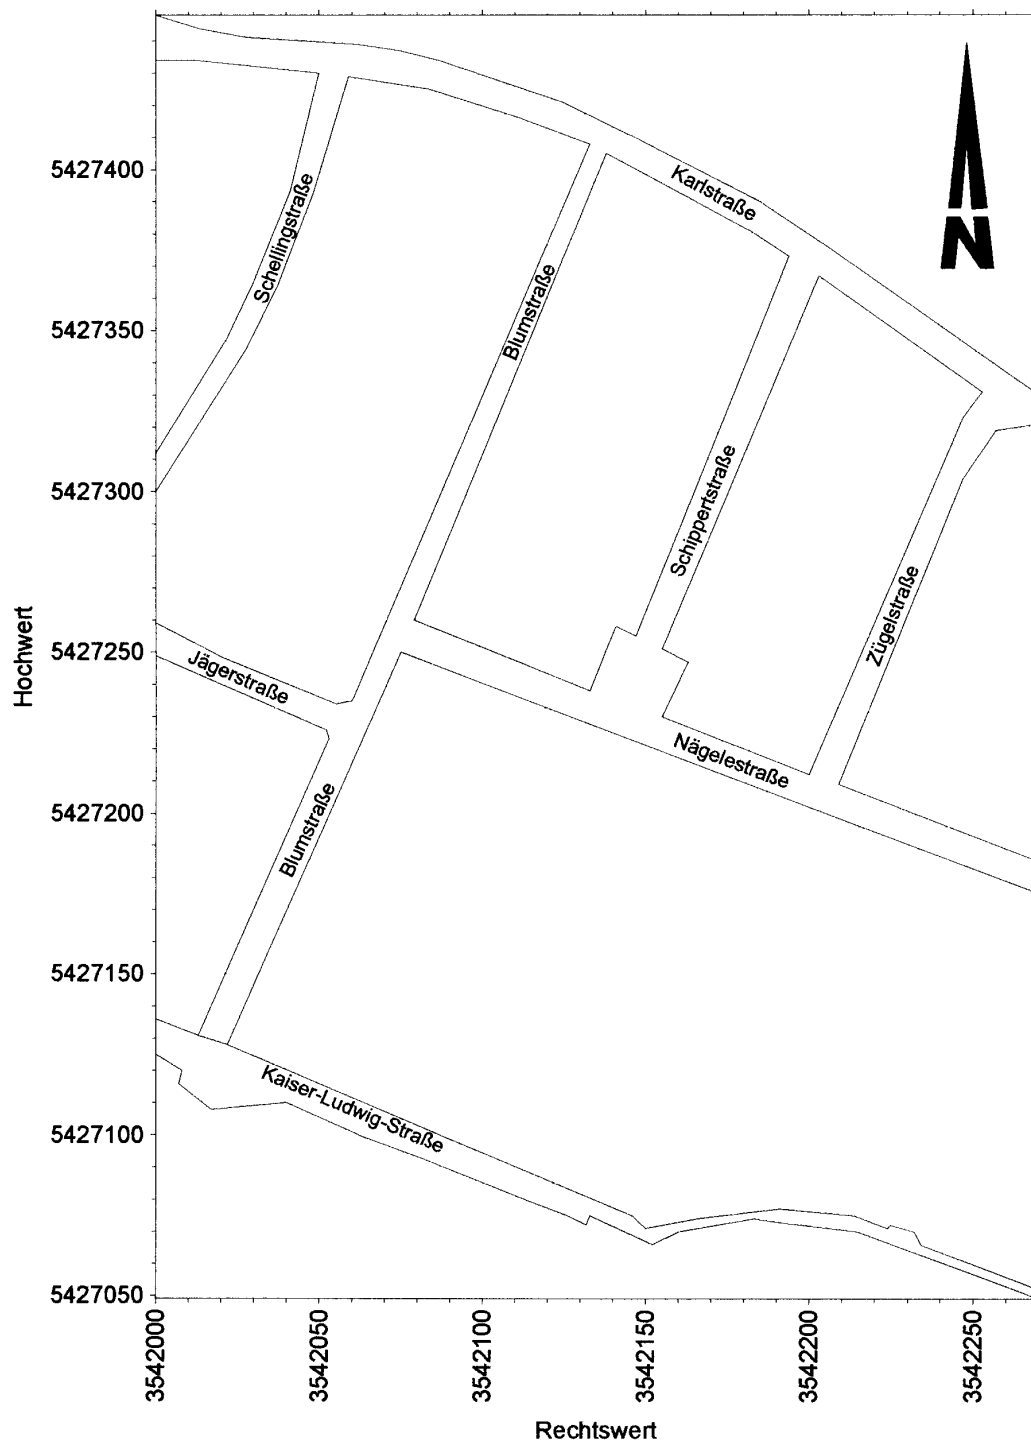 N
Karlstraße
5427400
Schellingstraße
Blumstraße
5427350
Schippertstraße
5427300
Zügelstraße
Hochwert
5427250
Jägerstraße
Nägelestraße
5427200
Blumstraße
5427150
Kaiser-Ludwig-Straße
5427100
5427050
3542000
3542050
3542100
3542150
3542200
3542250
Rechtswert